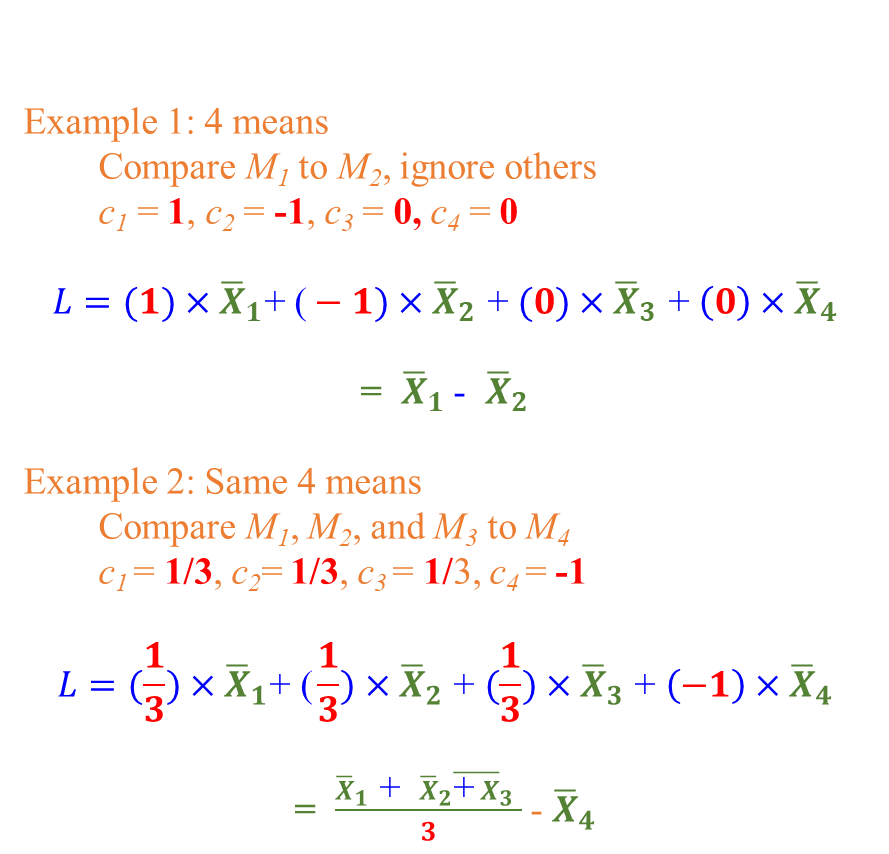 Example 1: 4 means
Compare M₁ to M₂, ignore others
c₁ = 1, c₂ = -1, c₃ = 0, c₄ = 0
L = (1) × X̅₁+ ( − 1) × X̅₂ + (0) × X̅₃ + (0) × X̅₄
= X̅₁ - X̅₂
Example 2: Same 4 means
Compare M₁, M₂, and M₃ to M₄
c₁ = 1/3, c₂= 1/3, c₃ = 1/3, c₄ = -1
L = (1/3) × X̅₁+ (1/3) × X̅₂ + (1/3) × X̅₃ + (−1) × X̅₄
= X̅₁ + X̅₂ +̅ X̅₃ / 3 - X̅₄